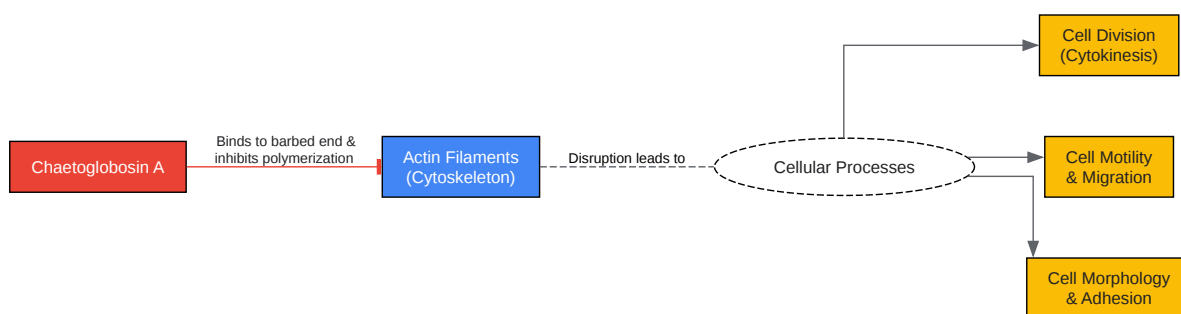 Chaetoglobosin A
Binds to barbed end &
inhibits polymerization
Actin Filaments
(Cytoskeleton)
Disruption leads to
Cellular Processes
Cell Division
(Cytokinesis)
Cell Motility
& Migration
Cell Morphology
& Adhesion